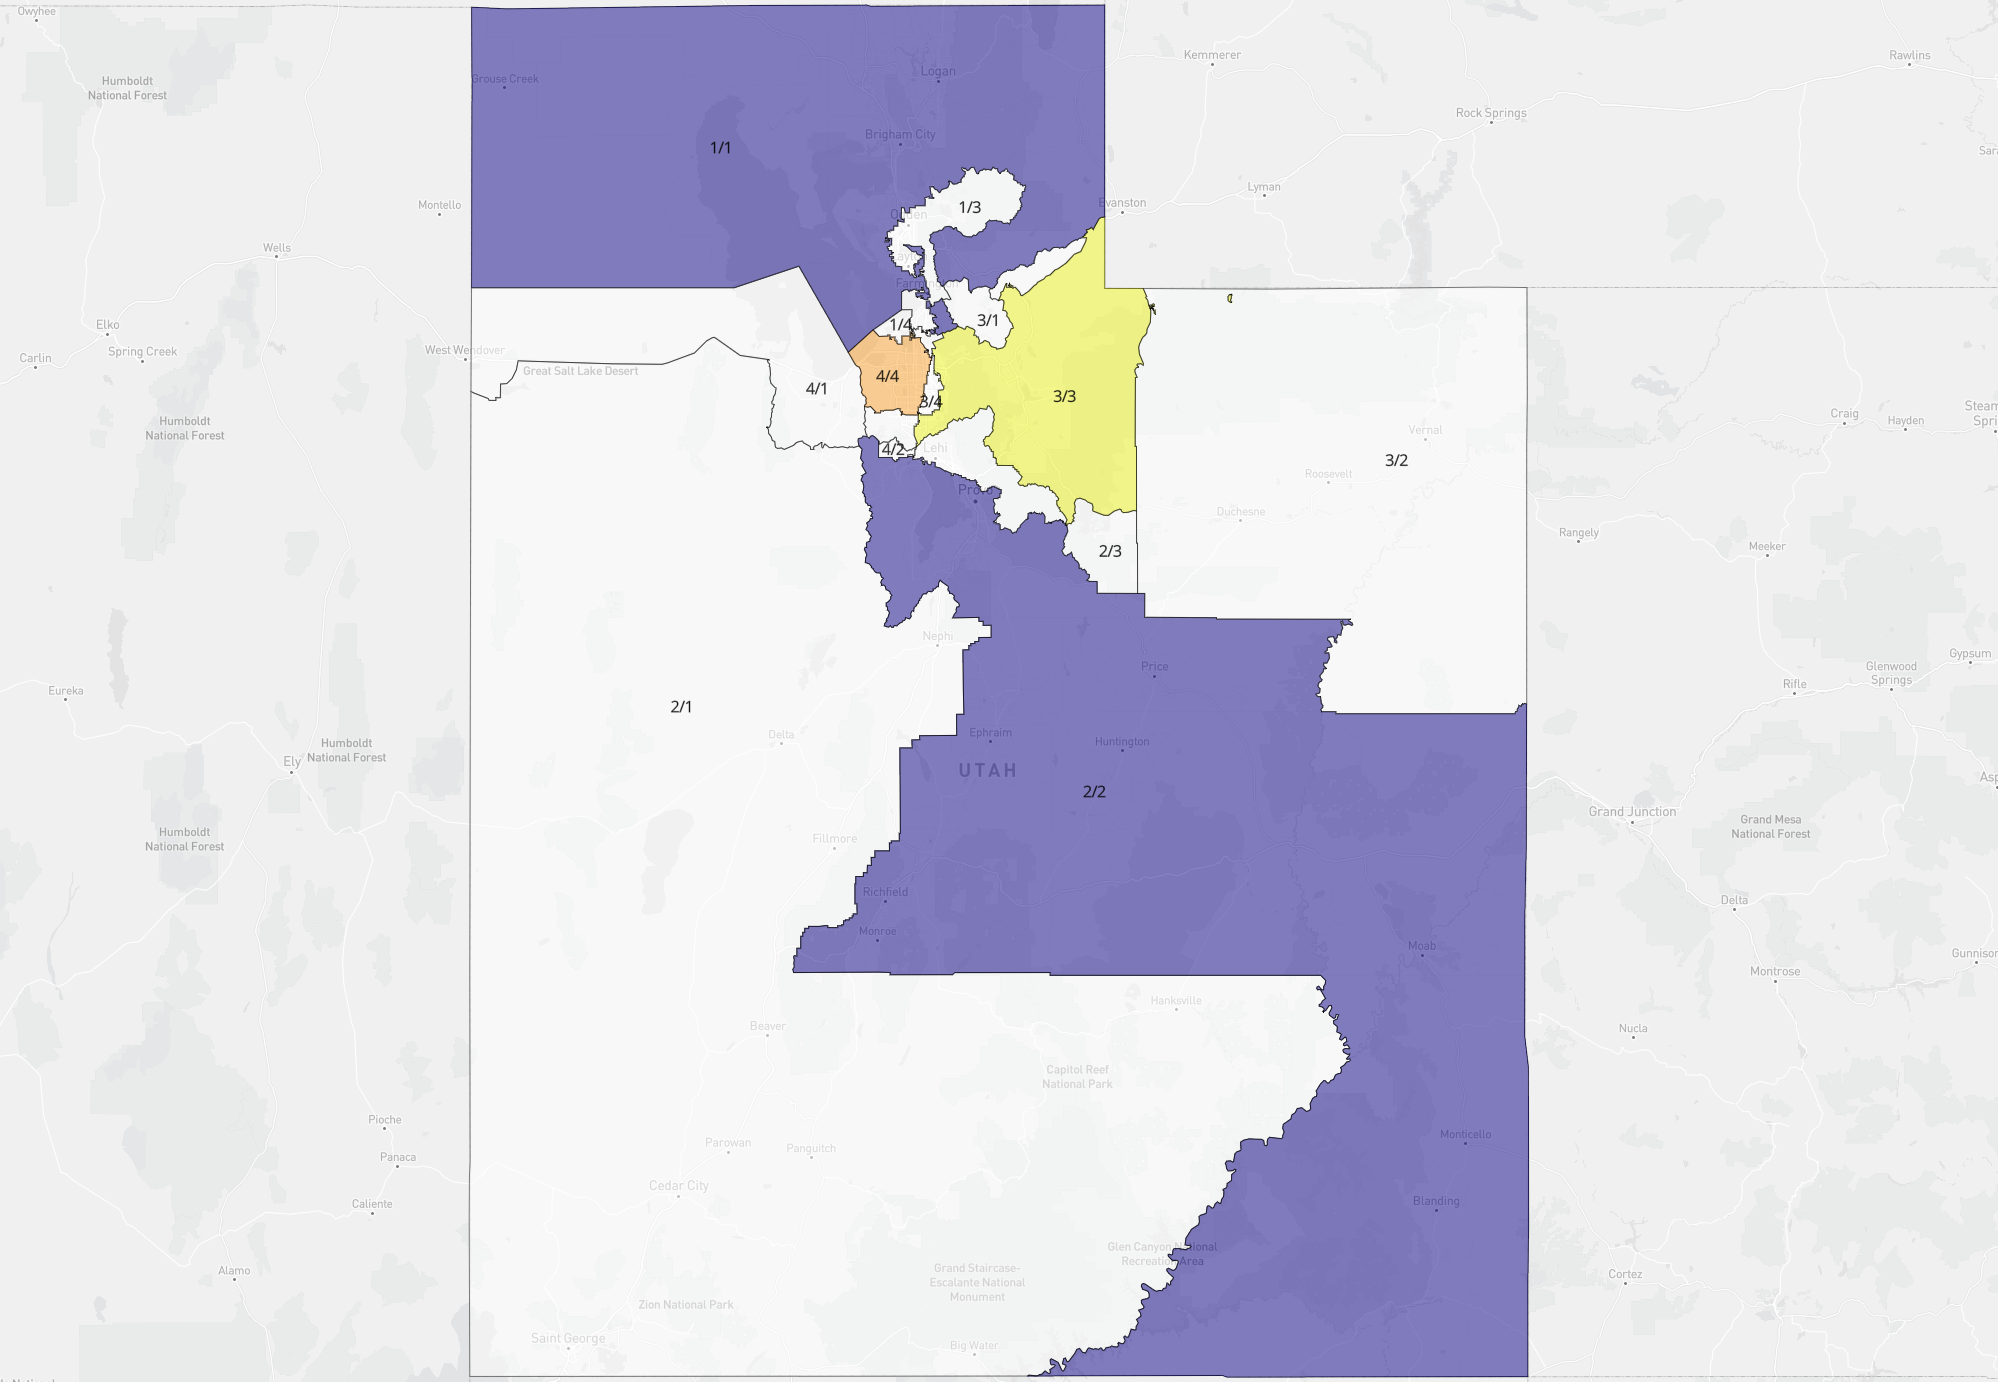 Owyhee
Kemmerer
Rawlins
Humboldt
National Forest
Grouse Creek
Logan
Rock Springs
Brigham City
1/1
Lyman
Montello
Evanston
1/3
Wells
Elko
1/4
3/1
Spring Creek
Carlin
West Wendover
Great Salt Lake Desert
4/4
4/1
3/4
3/3
Craig
Hayden
Humboldt
National Forest
Vernal
4/2
Lehi
3/2
Roosevelt
Provo
Duchesne
Rangely
Meeker
2/3
Nephi
Price
Gypsum
Glenwood
Springs
Rifle
Eureka
2/1
Delta
Ephraim
Huntington
Humboldt
National Forest
Ely
UTAH
2/2
Grand Junction
Grand Mesa
National Forest
Humboldt
National Forest
Fillmore
Richfield
Delta
Monroe
Moab
Montrose
Hanksville
Beaver
Nucla
Capitol Reef
National Park
Pioche
Parowan
Panguitch
Monticello
Panaca
Cedar City
Caliente
Blanding
Glen Canyon National
Recreation Area
Alamo
Grand Staircase-
Escalante National
Monument
Cortez
Zion National Park
Saint George
Big Water